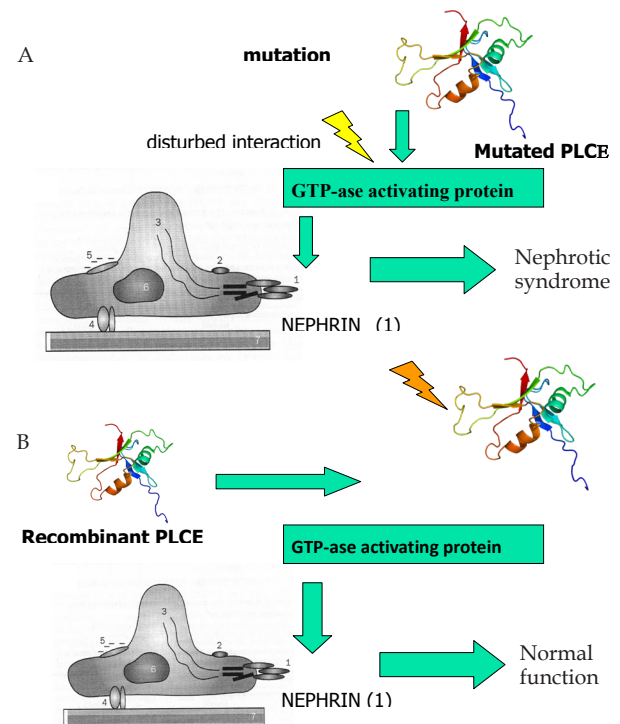 A
mutation
disturbed interaction
Mutated PLCE
GTP-ase activating protein
3
5
2
1
6
4
7
NEPHRIN (1)
Nephrotic
syndrome
B
Recombinant PLCE
GTP-ase activating protein
3
5
2
1
6
4
NEPHRIN (1)
Normal
function